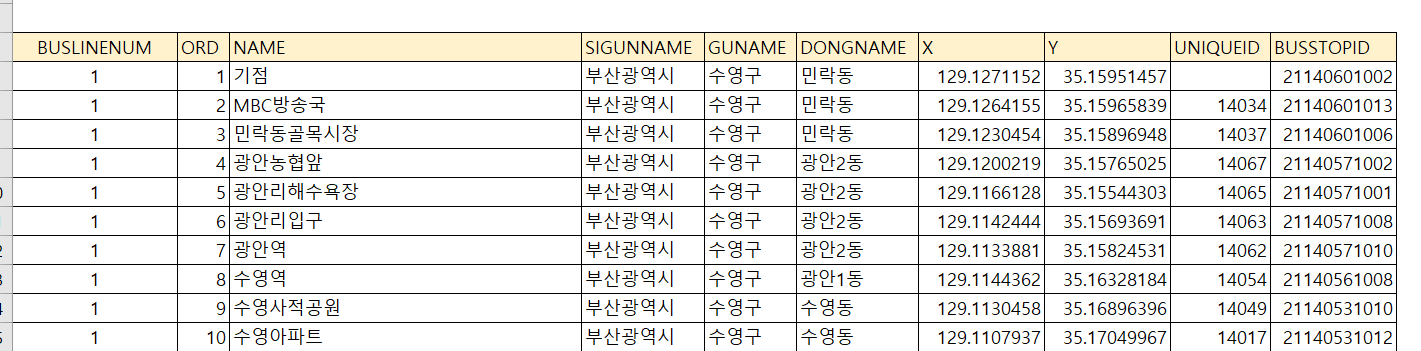 BUSLINENUM ORD NAME SIGUNNAME GUNAME DONGNAME X Y UNIQUEID BUSSTOPID
1 1 기점 부산광역시 수영구 민락동 129.1271152 35.15951457 21140601002
1 2 MBC방송국 부산광역시 수영구 민락동 129.1264155 35.15965839 14034 21140601013
1 3 민락동골목시장 부산광역시 수영구 민락동 129.1230454 35.15896948 14037 21140601006
1 4 광안농협앞 부산광역시 수영구 광안2동 129.1200219 35.15765025 14067 21140571002
1 5 광안리해수욕장 부산광역시 수영구 광안2동 129.1166128 35.15544303 14065 21140571001
1 6 광안리입구 부산광역시 수영구 광안2동 129.1142444 35.15693691 14063 21140571008
1 7 광안역 부산광역시 수영구 광안2동 129.1133881 35.15824531 14062 21140571010
1 8 수영역 부산광역시 수영구 광안1동 129.1144362 35.16328184 14054 21140561008
1 9 수영사적공원 부산광역시 수영구 수영동 129.1130458 35.16896396 14049 21140531010
1 10 수영아파트 부산광역시 수영구 수영동 129.1107937 35.17049967 14017 21140531012